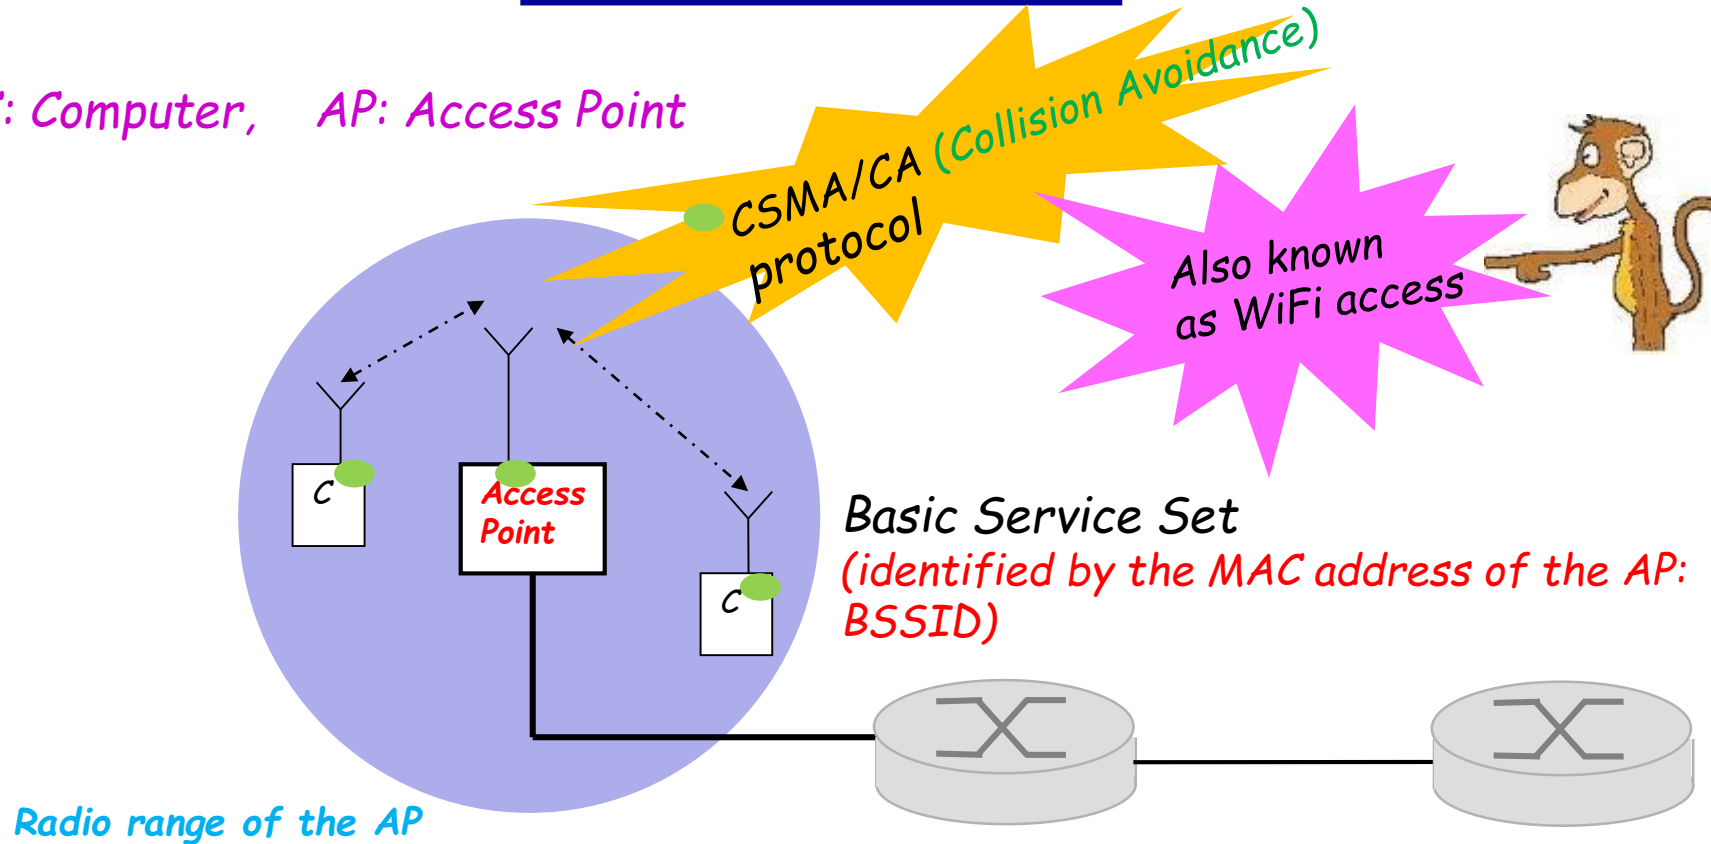 : Computer, AP: Access Point
CSMA/CA (Collision Avoidance)
protocol
Also known
as WiFi access
C
Access
Point
C
Basic Service Set
(identified by the MAC address of the AP:
BSSID)
Radio range of the AP